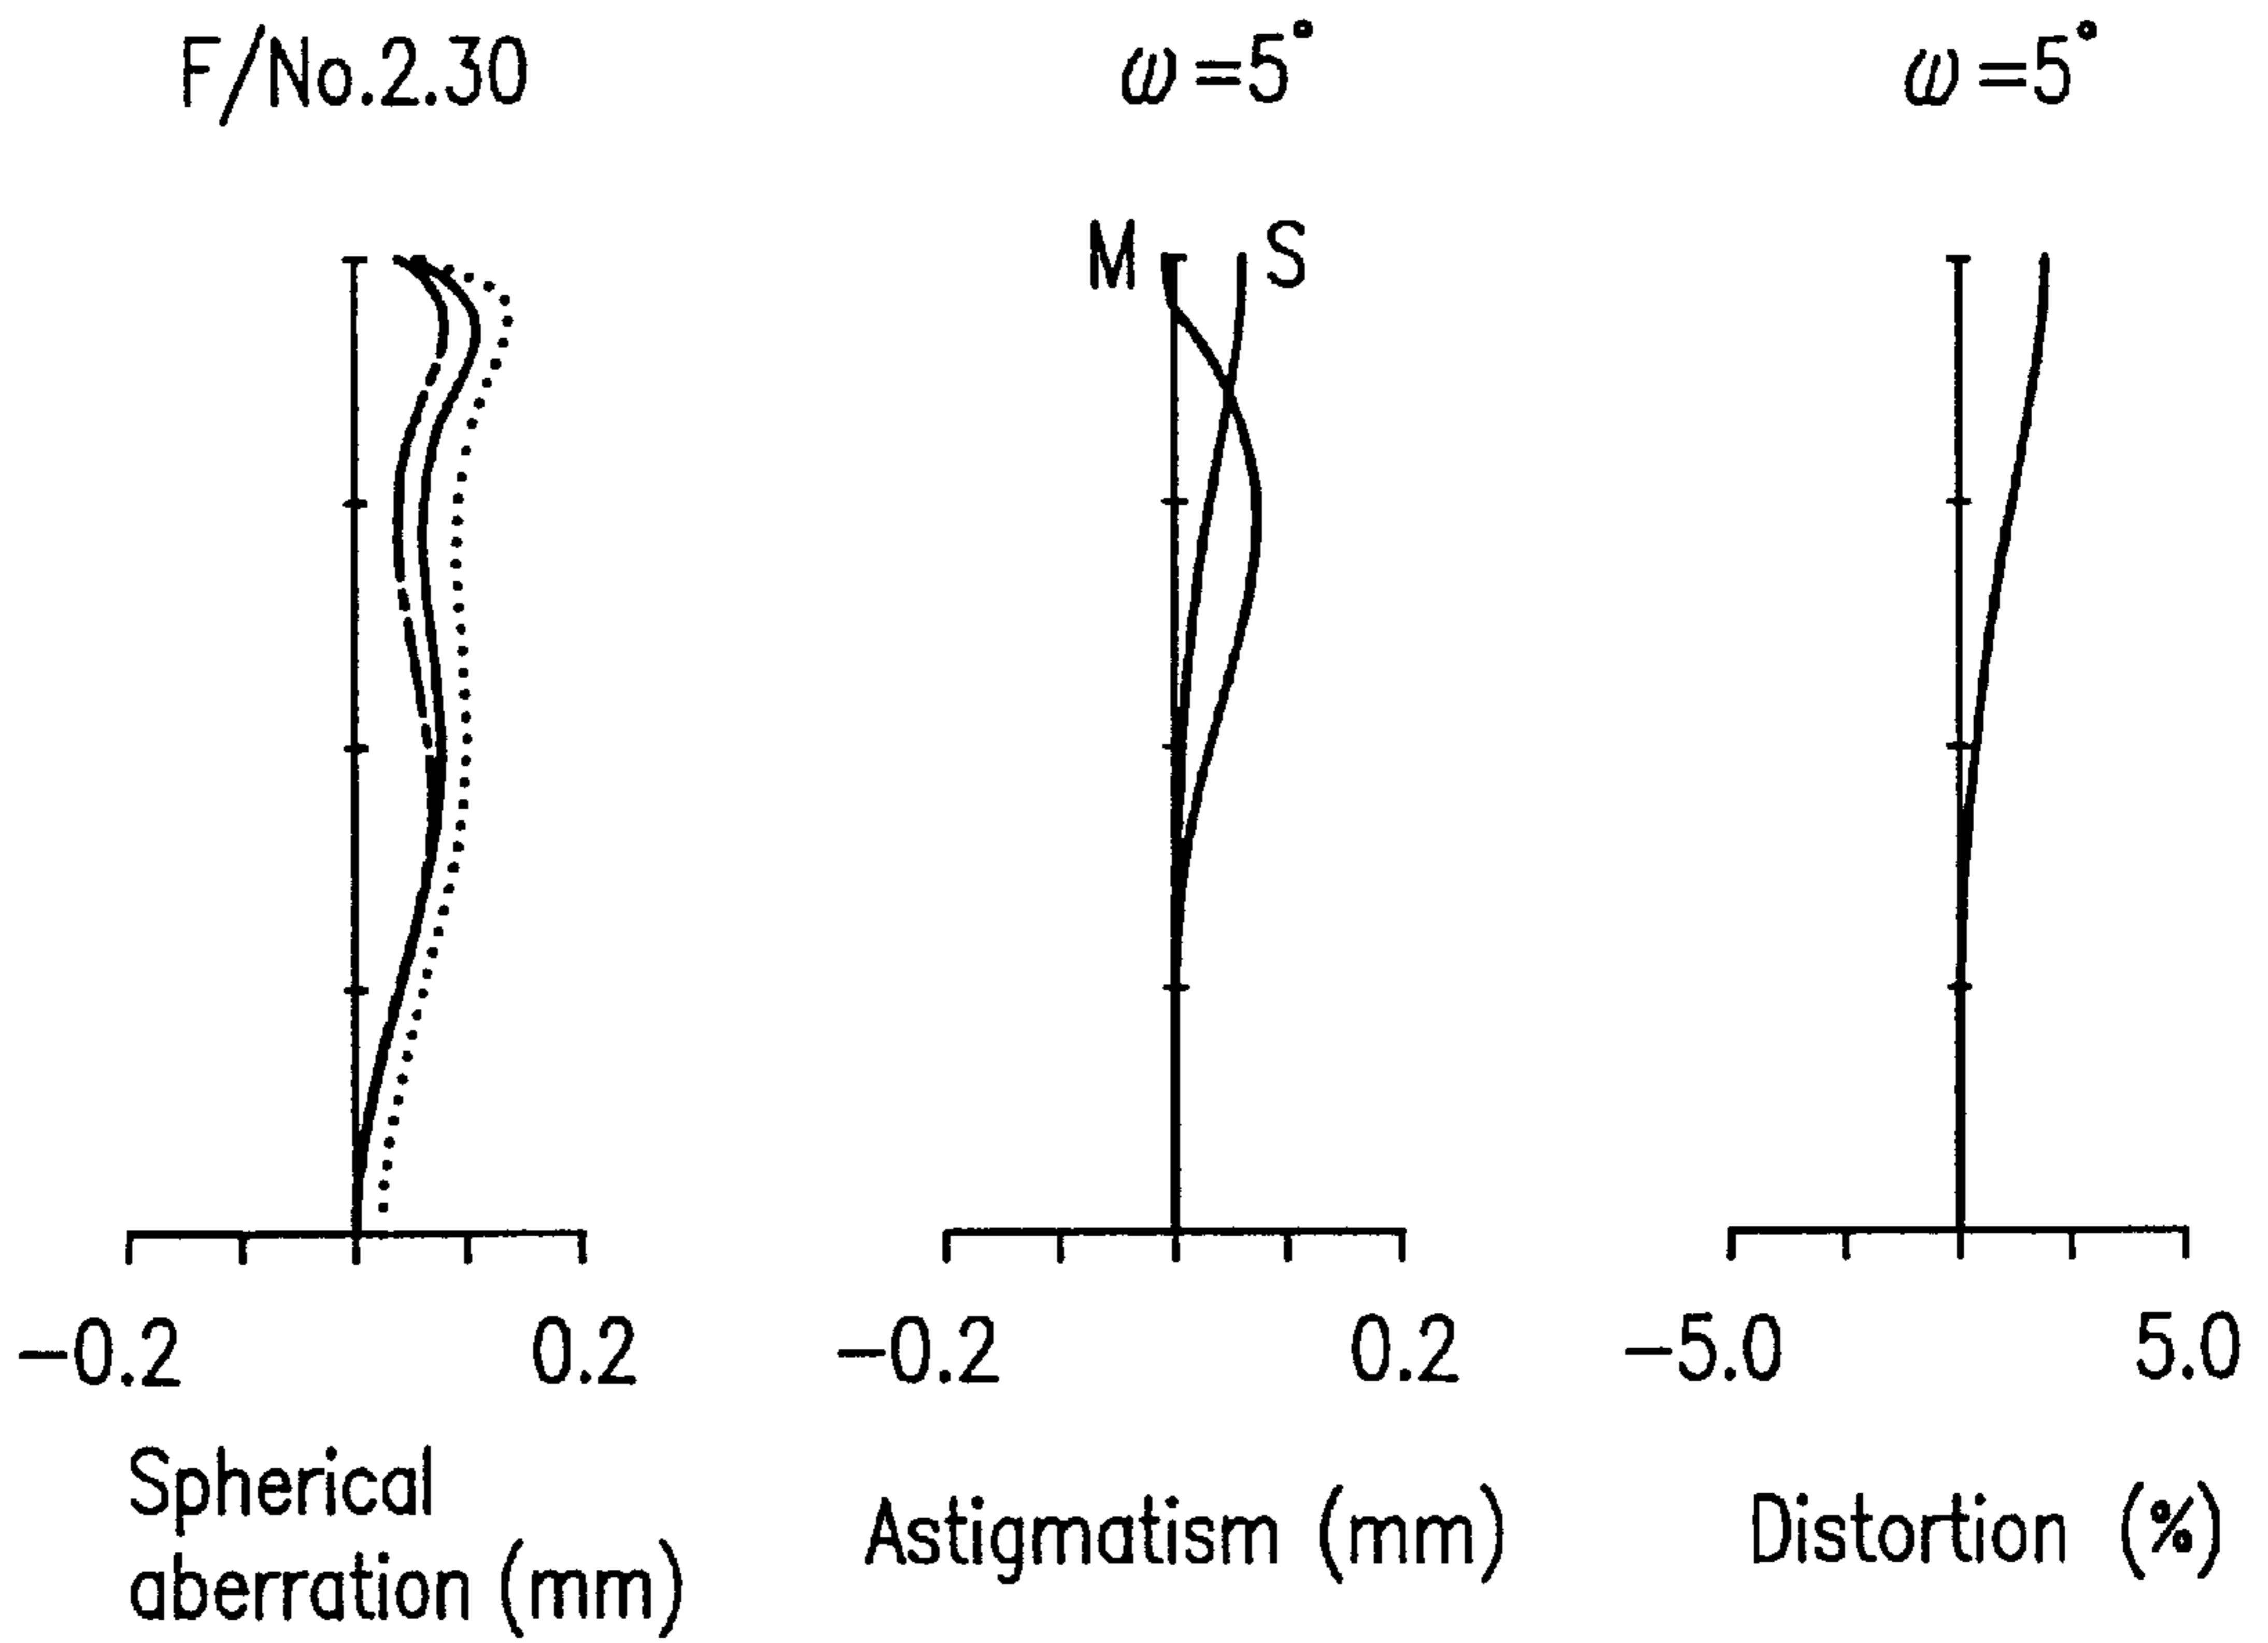 F/No.2.30
ω=5°
ω=5°
M
S
−0.2
0.2
−0.2
0.2
−5.0
5.0
Spherical
aberration (mm)
Astigmatism (mm)
Distortion (%)